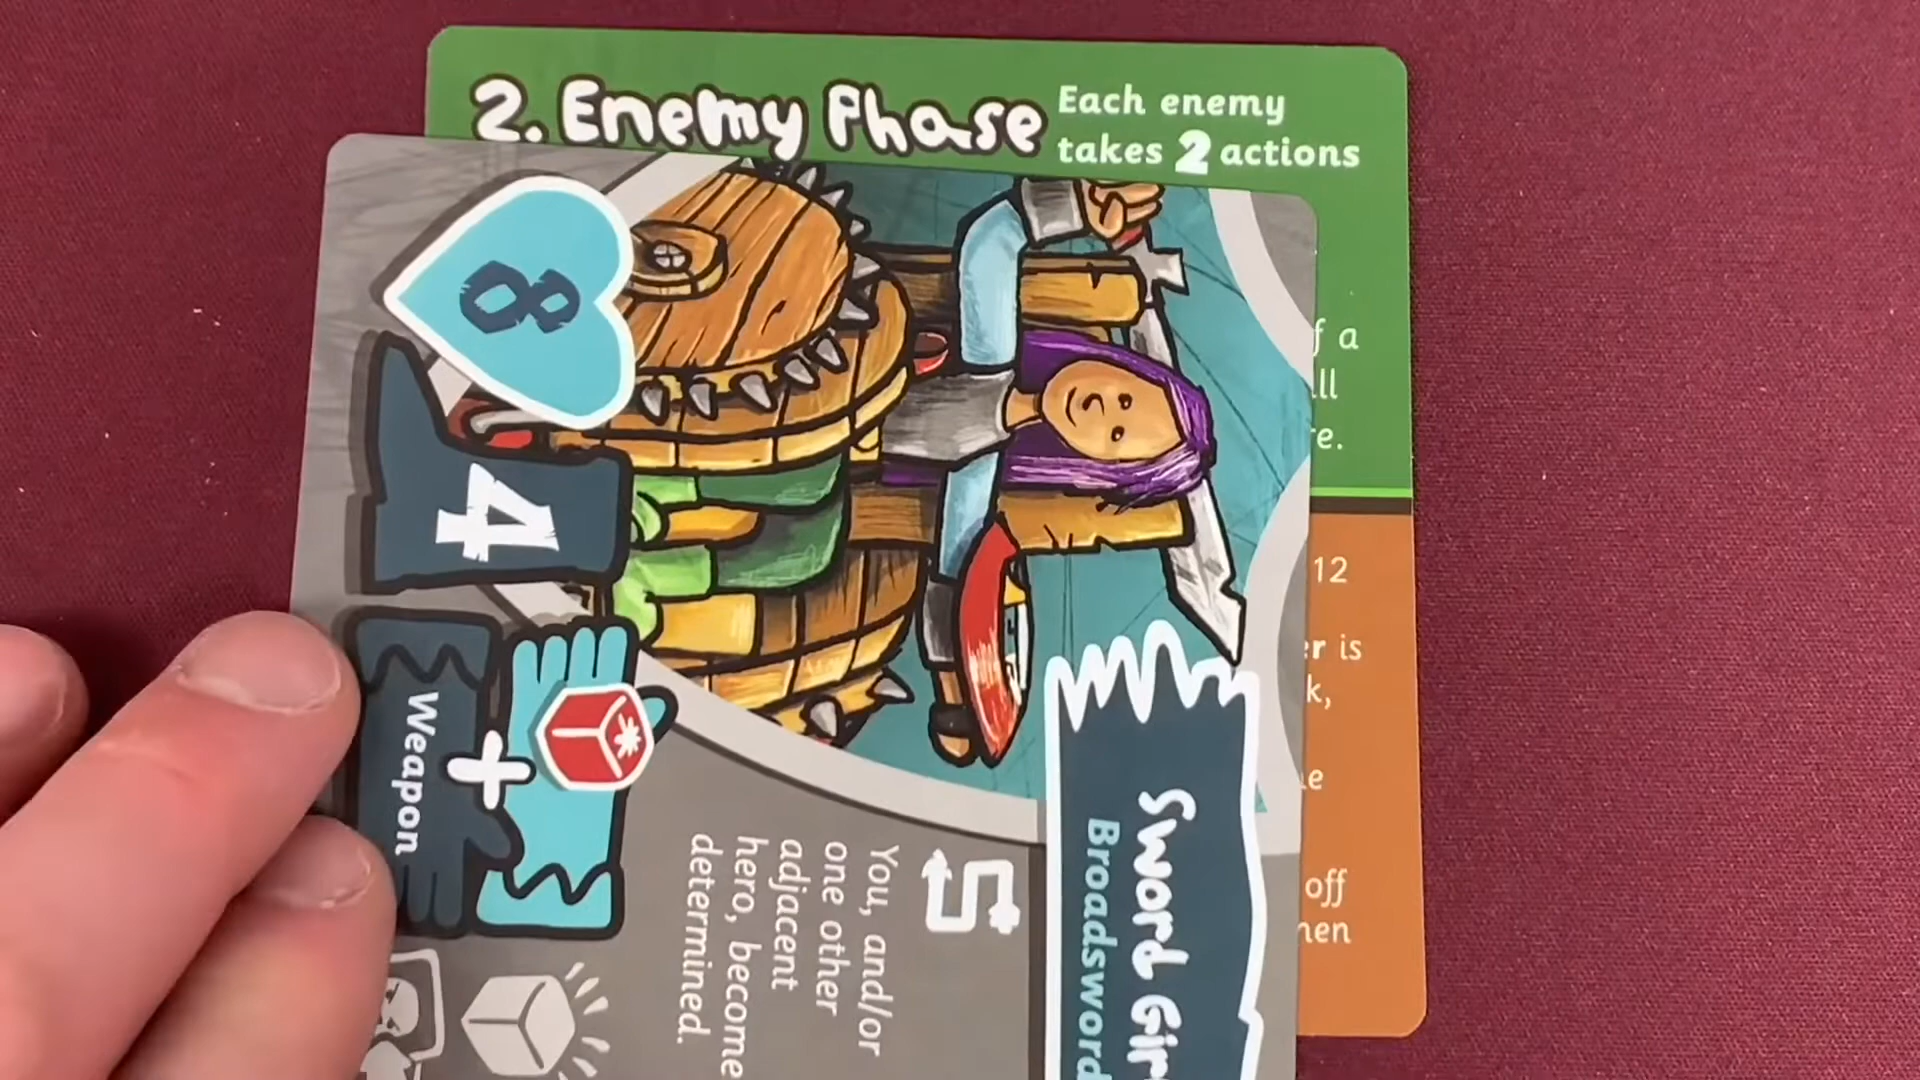 2. Enemy Phase
Each enemy
takes 2 actions
f a
ll
re.
12
er is
k,
off
hen
8
4
Weapon
+
Sword Gir
Broadsword
You, and/or
one other
adjacent
hero, become
determined.